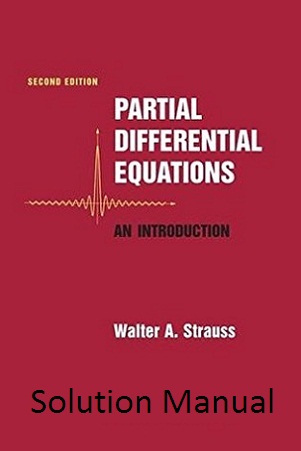 SECOND EDITION
PARTIAL
DIFFERENTIAL
EQUATIONS
AN INTRODUCTION
Walter A. Strauss
Solution Manual